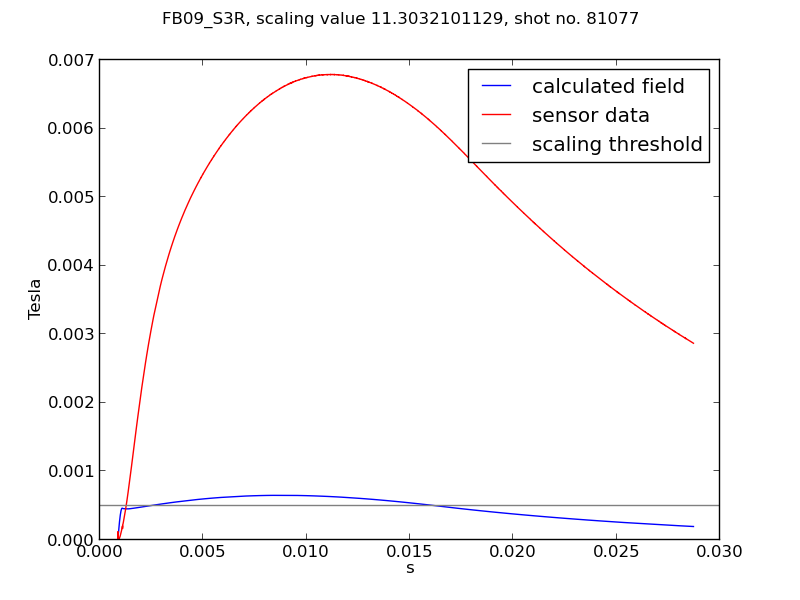 FB09_S3R, scaling value 11.3032101129, shot no. 81077
0.007
0.006
0.005
0.004
0.003
0.002
0.001
0.000
Tesla
calculated field
sensor data
scaling threshold
0.000 0.005 0.010 0.015 0.020 0.025 0.030
s